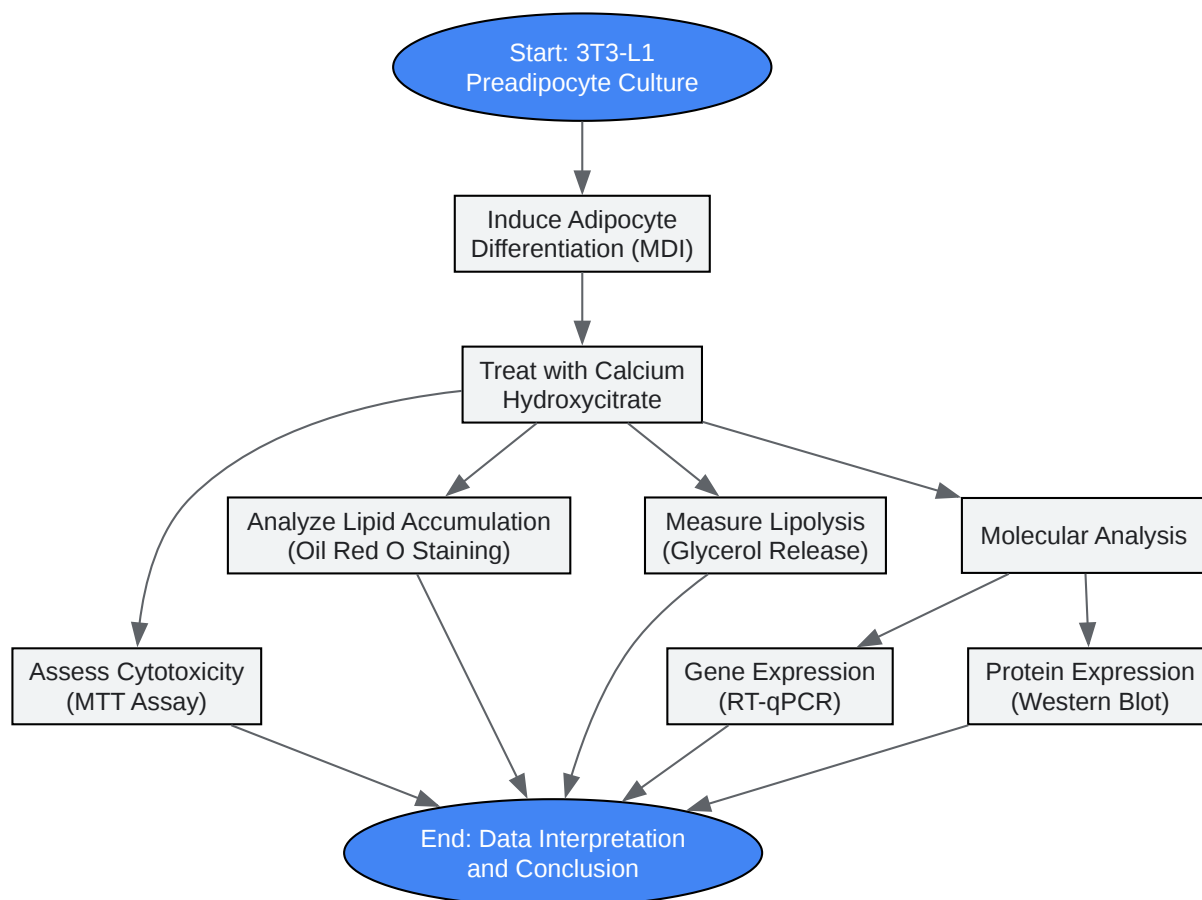 Start: 3T3-L1
Preadipocyte Culture
Induce Adipocyte
Differentiation (MDI)
Treat with Calcium
Hydroxycitrate
Analyze Lipid Accumulation
(Oil Red O Staining)
Measure Lipolysis
(Glycerol Release)
Molecular Analysis
Assess Cytotoxicity
(MTT Assay)
Gene Expression
(RT-qPCR)
Protein Expression
(Western Blot)
End: Data Interpretation
and Conclusion